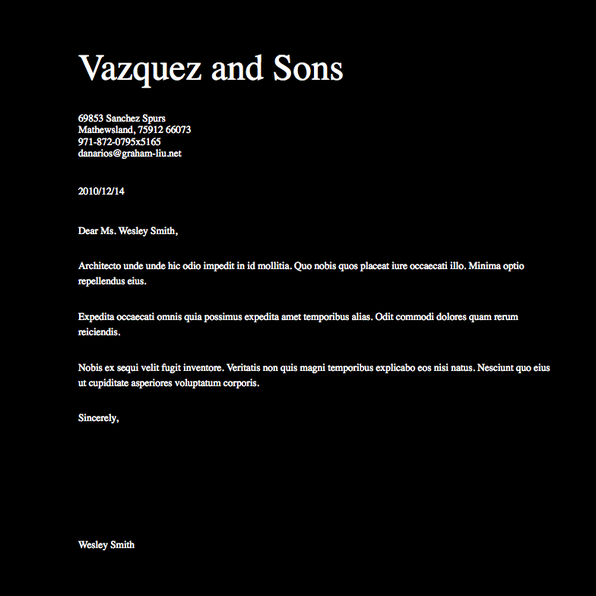 Vazquez and Sons
69853 Sanchez Spurs
Mathewsland, 75912 66073
971-872-0795x5165
danarios@graham-liu.net
2010/12/14
Dear Ms. Wesley Smith,
Architecto unde unde hic odio impedit in id mollitia. Quo nobis quos placeat iure occaecati illo. Minima optio
repellendus eius.
Expedita occaecati omnis quia possimus expedita amet temporibus alias. Odit commodi dolores quam rerum
reiciendis.
Nobis ex sequi velit fugit inventore. Veritatis non quis magni temporibus explicabo eos nisi natus. Nesciunt quo eius
ut cupiditate asperiores voluptatum corporis.
Sincerely,
Wesley Smith